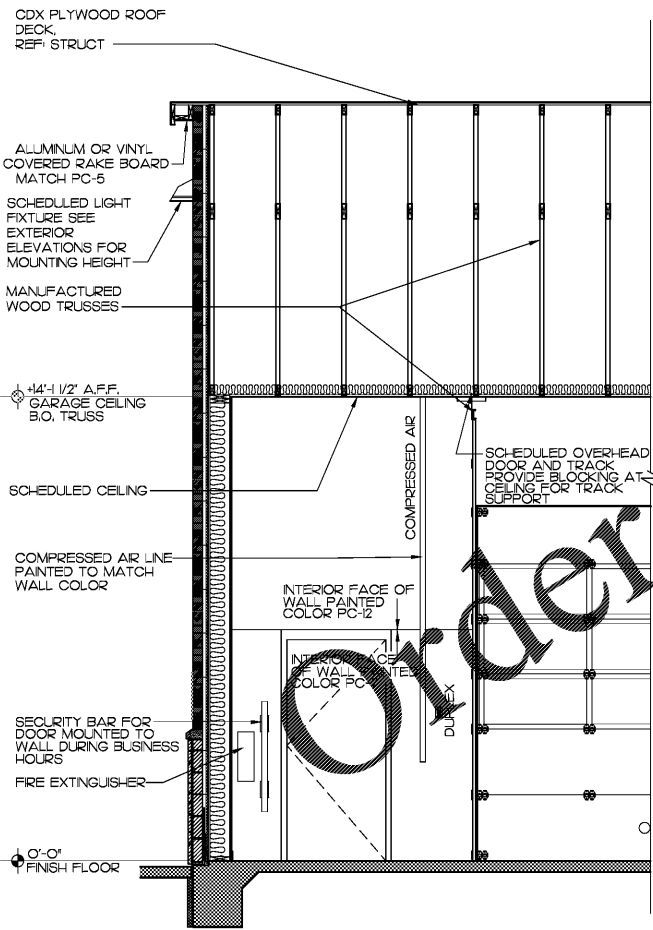 CDX PLYWOOD ROOF
DECK,
REF: STRUCT
ALUMINUM OR VINYL
COVERED RAKE BOARD
MATCH PC-5
SCHEDULED LIGHT
FIXTURE SEE
EXTERIOR
ELEVATIONS FOR
MOUNTING HEIGHT
MANUFACTURED
WOOD TRUSSES
+14'-1 1/2" A.F.F.
GARAGE CEILING
B.O. TRUSS
COMPRESSED AIR
SCHEDULED OVERHEAD
DOOR AND TRACK
PROVIDE BLOCKING AT
CEILING FOR TRACK
SUPPORT
SCHEDULED CEILING
COMPRESSED AIR LINE
PAINTED TO MATCH
WALL COLOR
INTERIOR FACE OF
WALL PAINTED
COLOR PC-12
INTERIOR FACE
OF WALL PAINTED
COLOR
Order
SECURITY BAR FOR
DOOR MOUNTED TO
WALL DURING BUSINESS
HOURS
FIRE EXTINGUISHER
0'-0"
FINISH FLOOR